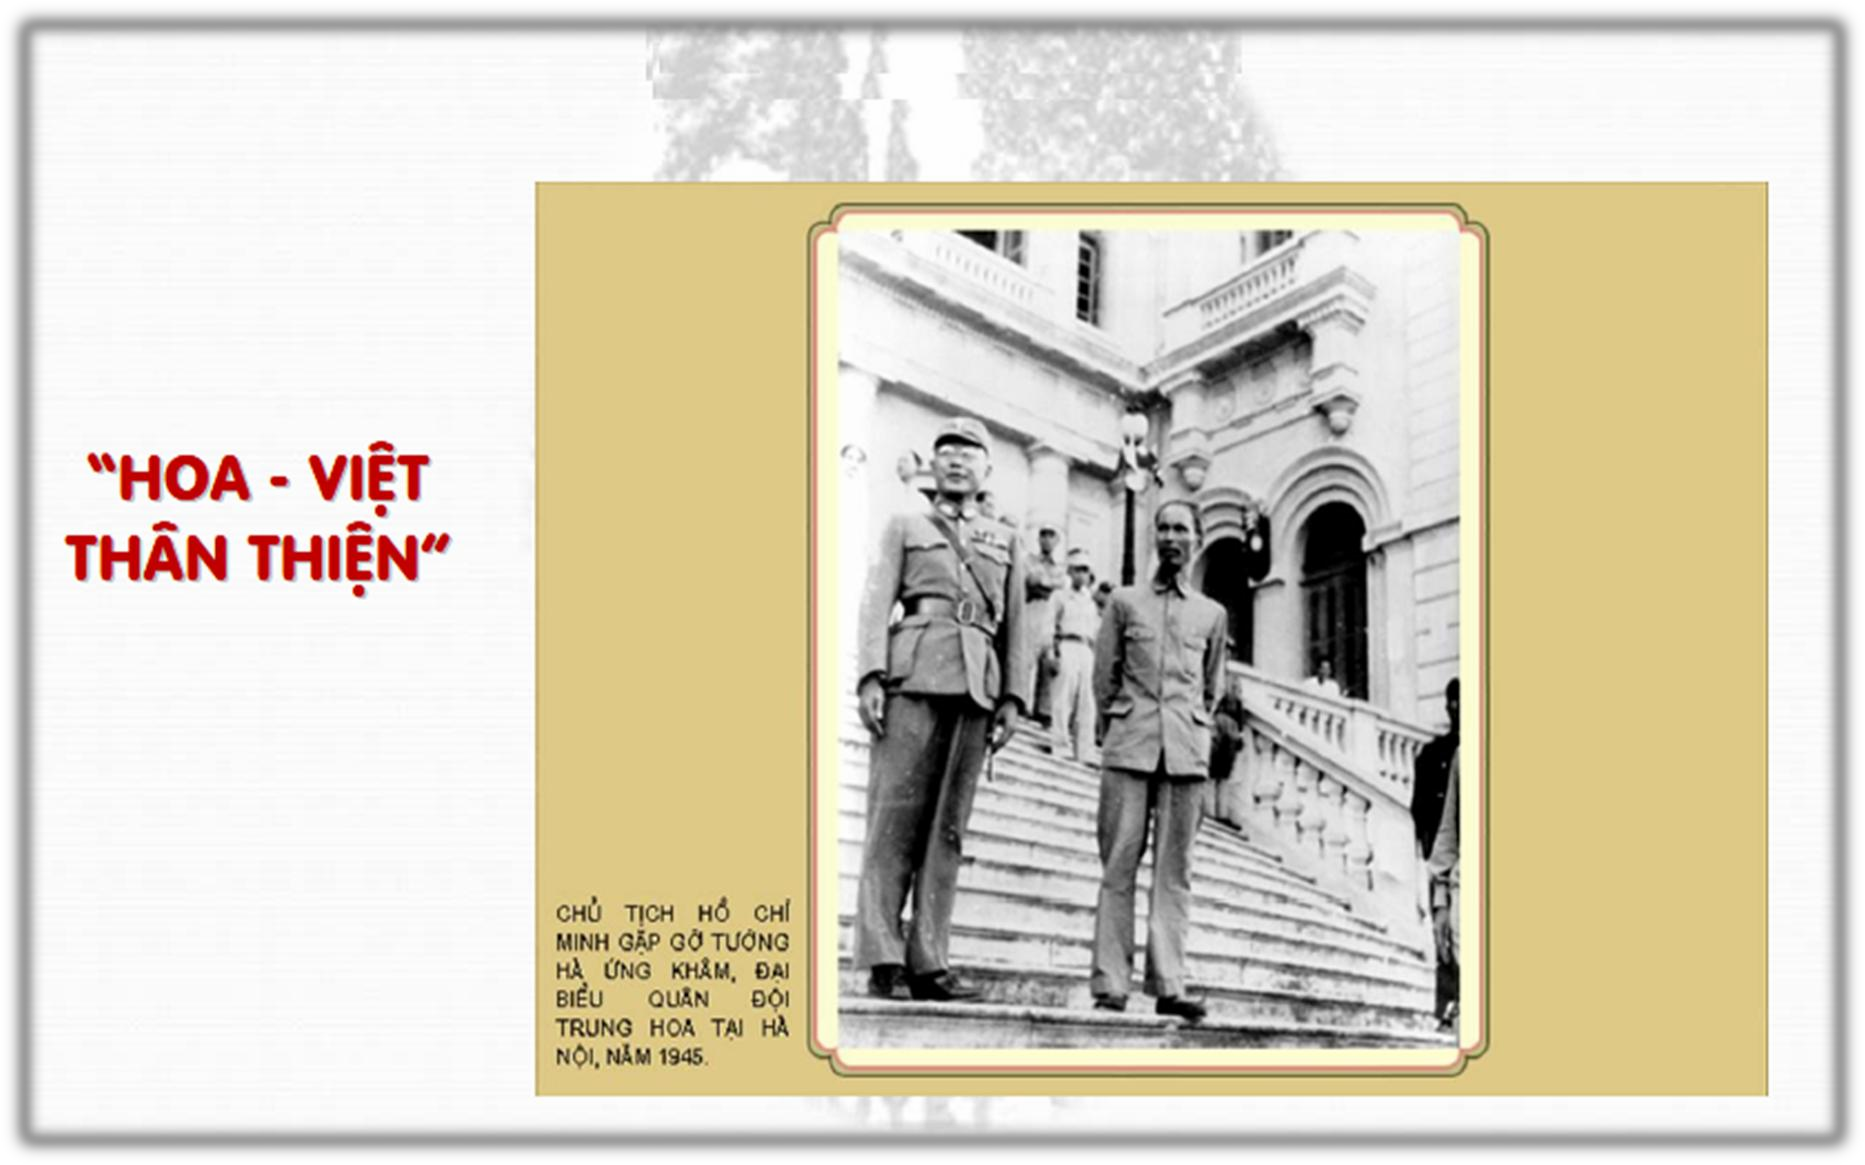 “HOA - VIỆT
THÂN THIỆN”
CHỦ TỊCH HỒ CHÍ
MINH GẶP GỠ TƯỚNG
HÀ ỨNG KHÂM, ĐẠI
BIỂU QUÂN ĐỘI
TRUNG HOA TẠI HÀ
NỘI, NĂM 1945.